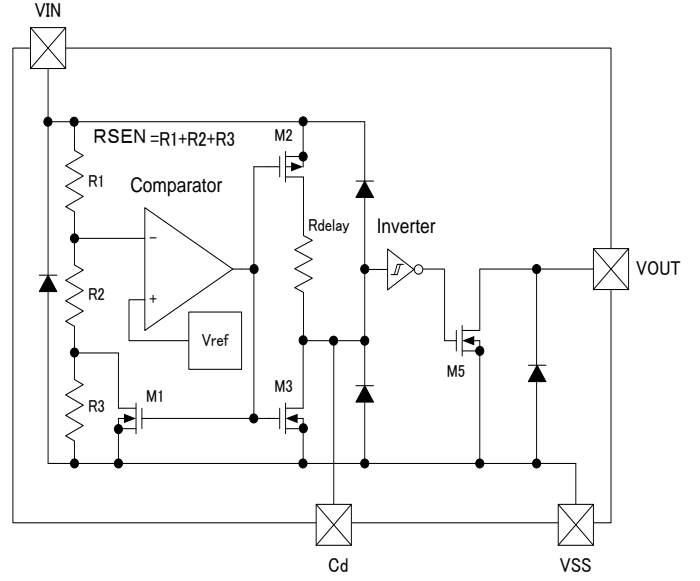 VIN
RSEN =R1+R2+R3
M2
R1
Comparator
Rdelay
Inverter
−
VOUT
R2
+
Vref
M5
R3
M1
M3
Cd
VSS